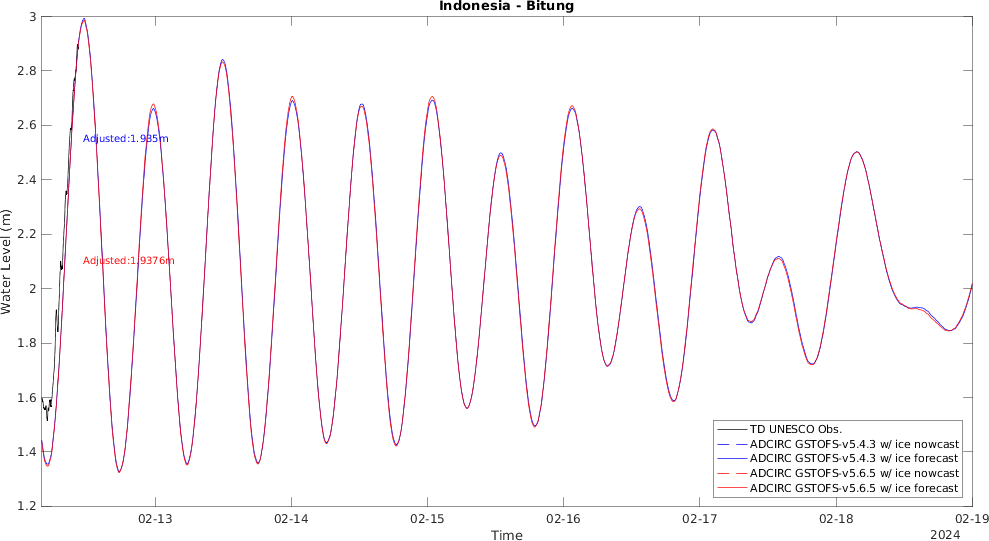 Indonesia - Bitung
3
2.8
2.6
2.4
2.2
2
1.8
1.6
1.4
1.2
Water Level (m)
Adjusted:1.935m
Adjusted:1.9376m
TD UNESCO Obs.
ADCIRC GSTOFS-v5.4.3 w/ ice nowcast
ADCIRC GSTOFS-v5.4.3 w/ ice forecast
ADCIRC GSTOFS-v5.6.5 w/ ice nowcast
ADCIRC GSTOFS-v5.6.5 w/ ice forecast
02-13 02-14 02-15 02-16 02-17 02-18 02-19
Time
2024